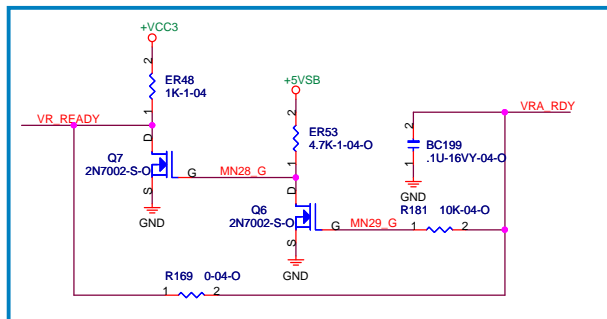 +VCC3
2
ER48
1K-1-04
1
VR_READY
+5VSB
2
ER53
4.7K-1-04-O
1
VRA_RDY
2
BC199
.1U-16VY-04-O
1
GND
D
Q7
2N7002-S-O
G
MN28_G
S
GND
D
Q6
2N7002-S-O
G
MN29_G
S
GND
R181 10K-04-O
1 2
R169 0-04-O
1 2